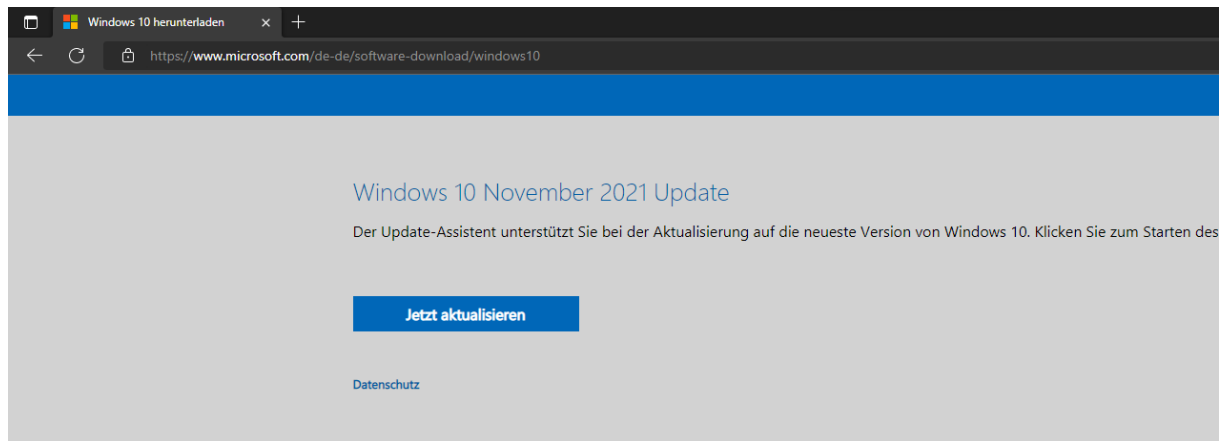 Windows 10 herunterladen
https://www.microsoft.com/de-de/software-download/windows10
Windows 10 November 2021 Update
Der Update-Assistent unterstützt Sie bei der Aktualisierung auf die neueste Version von Windows 10. Klicken Sie zum Starten des
Jetzt aktualisieren
Datenschutz